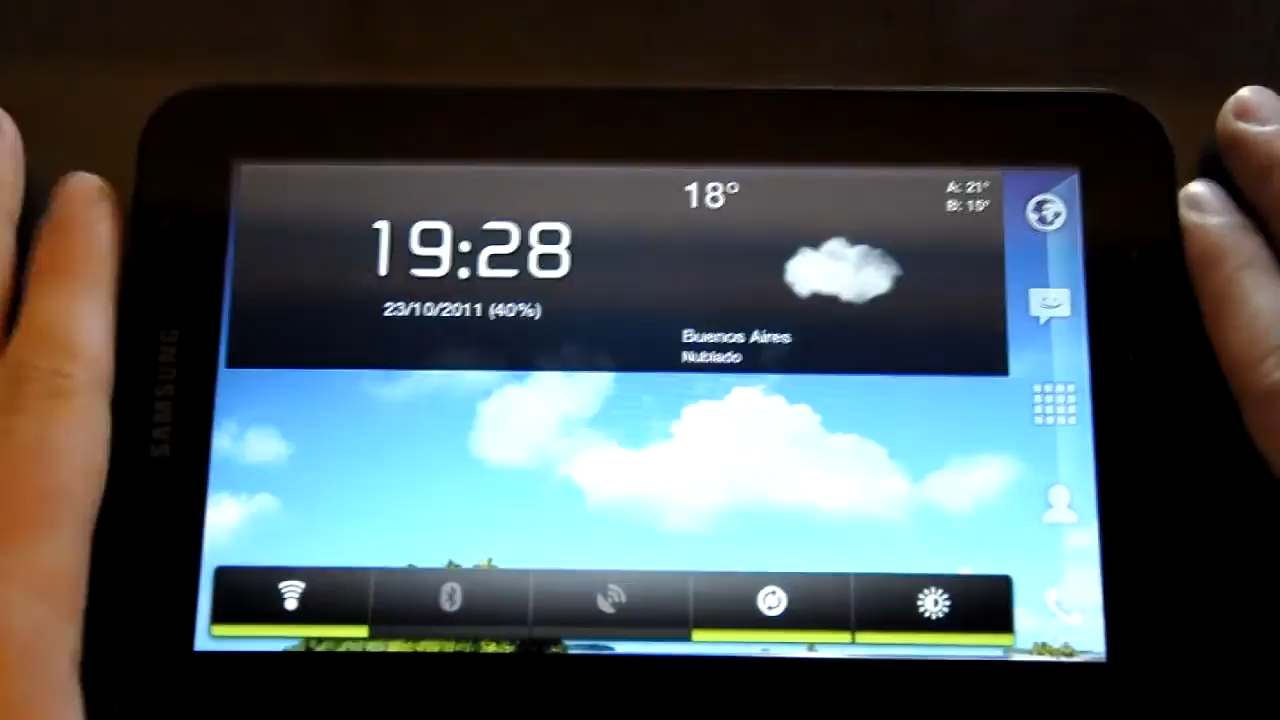 SAMSUNG
19:28
23/10/2011 (40%)
18°
A: 21°
B: 15°
Buenos Aires
Nublado